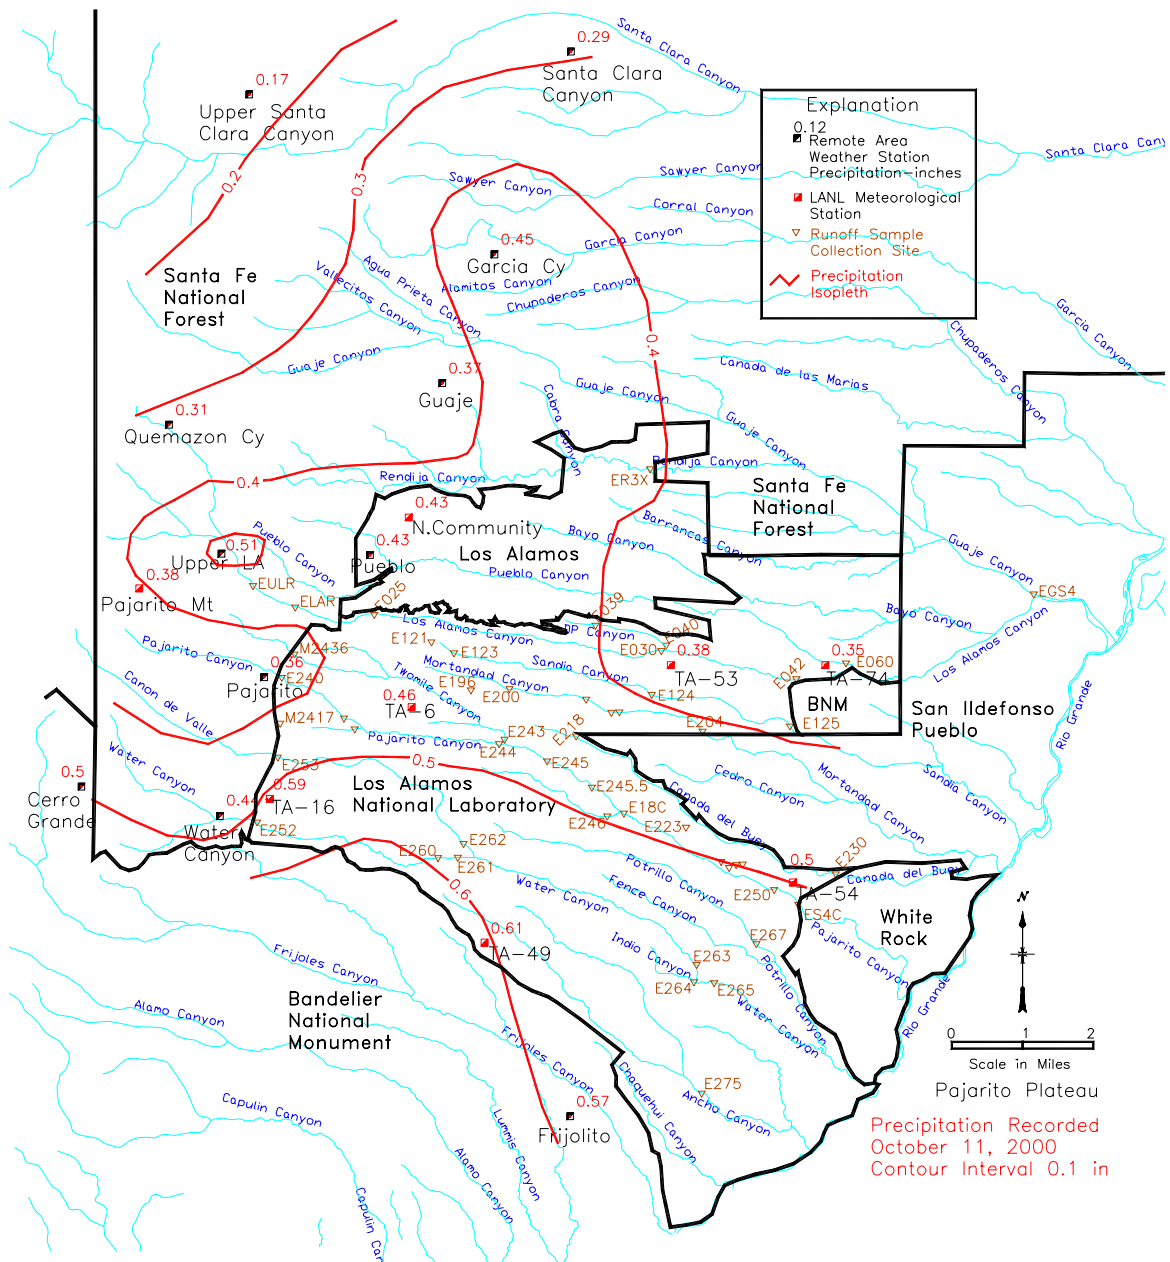 0.29
Santa Clara
Canyon
Santa Clara Canyon
0.17
Upper Santa
Clara Canyon
Explanation
0.12
Remote Area
Weather Station
Precipitation-inches
LANL Meteorological
Station
Runoff Sample
Collection Site
Precipitation
Isopleth
0.2
0.3
Sawyer Canyon
Sawyer Canyon
Corral Canyon
Garcia Canyon
0.45
Garcia Cy
Alamitos Canyon
Chupaderos Canyon
Agua Prieta Canyon
Vallecitos Canyon
Santa Fe
National
Forest
Garcia Canyon
Chupaderos Canyon
0.4
Guaje Canyon
Canada de las Marias
0.37
Guaje
Guaje Canyon
Cabra Canyon
Guaje Canyon
0.31
Quemazon Cy
Rendija Canyon
Rendija Canyon
ER3X
0.4
Santa Fe
National
Forest
0.43
N.Community
Barrancas Canyon
Bayo Canyon
Los Alamos
0.51
Upper LA
Pueblo Canyon
0.43
Pueblo
Pueblo Canyon
Guaje Canyon
EGS4
0.38
Pajarito Mt
EULR
ELAR
E025
E039
Bayo Canyon
Los Alamos Canyon
DP Canyon
E040
Los Alamos Canyon
E121
E123
E030
Pajarito Canyon
M2436
0.36
Pajarito
E240
Twomile Canyon
Mortandad Canyon
Sandia Canyon
0.38
TA-53
0.35
TA-74
E060
E042
E196
E200
E124
Canon de Valle
0.46
TA-6
BNM
San Ildefonso
Pueblo
M2417
E204
E125
Rio Grande
Pajarito Canyon
E243
E244
E218
Water Canyon
E253
0.5
E245
Cedro Canyon
Mortandad Canyon
Sandia Canyon
0.5
Cerro
Grande
0.59
TA-16
Los Alamos
National Laboratory
E245.5
Canada del Buey
E246
E18C
E223
Water
Canyon
E252
E262
E260
E261
0.6
Potrillo Canyon
Fence Canyon
Water Canyon
0.5
TA-54
E230
Canada del Buey
E250
ES4C
White
Rock
0.61
TA-49
E267
Pajarito Canyon
Indio Canyon
E263
E264
E265
Potrillo Canyon
Water Canyon
Frijoles Canyon
Bandelier
National
Monument
Alamo Canyon
Rio Grande
N
0
1
2
Scale in Miles
Pajarito Plateau
Frijoles Canyon
Chaquehui Canyon
E275
Ancho Canyon
Capulin Canyon
0.57
Frijolito
Lummis Canyon
Alamo Canyon
Precipitation Recorded
October 11, 2000
Contour Interval 0.1 in